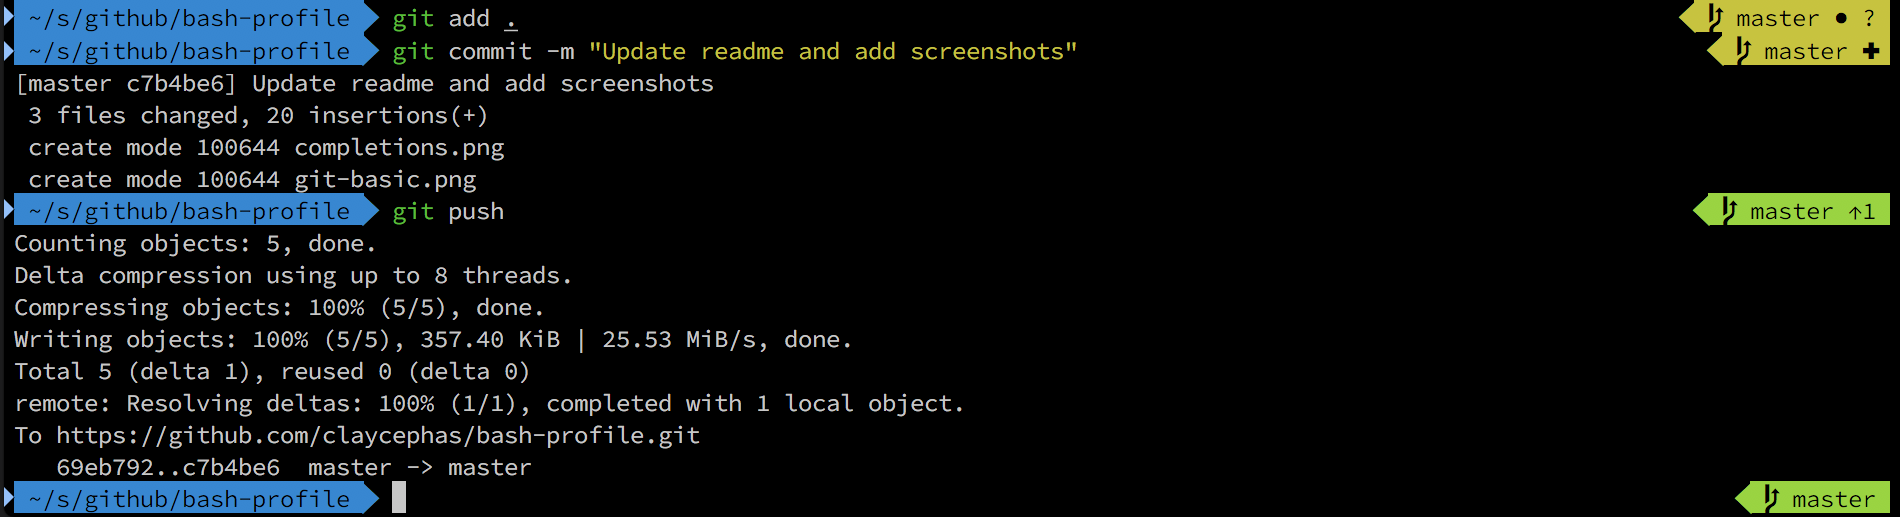 ~/s/github/bash-profile git add . master ● ?
~/s/github/bash-profile git commit -m "Update readme and add screenshots" master ✚
[master c7b4be6] Update readme and add screenshots
3 files changed, 20 insertions(+)
create mode 100644 completions.png
create mode 100644 git-basic.png
~/s/github/bash-profile git push master ↑1
Counting objects: 5, done.
Delta compression using up to 8 threads.
Compressing objects: 100% (5/5), done.
Writing objects: 100% (5/5), 357.40 KiB | 25.53 MiB/s, done.
Total 5 (delta 1), reused 0 (delta 0)
remote: Resolving deltas: 100% (1/1), completed with 1 local object.
To https://github.com/claycephas/bash-profile.git
69eb792..c7b4be6  master -> master
~/s/github/bash-profile master